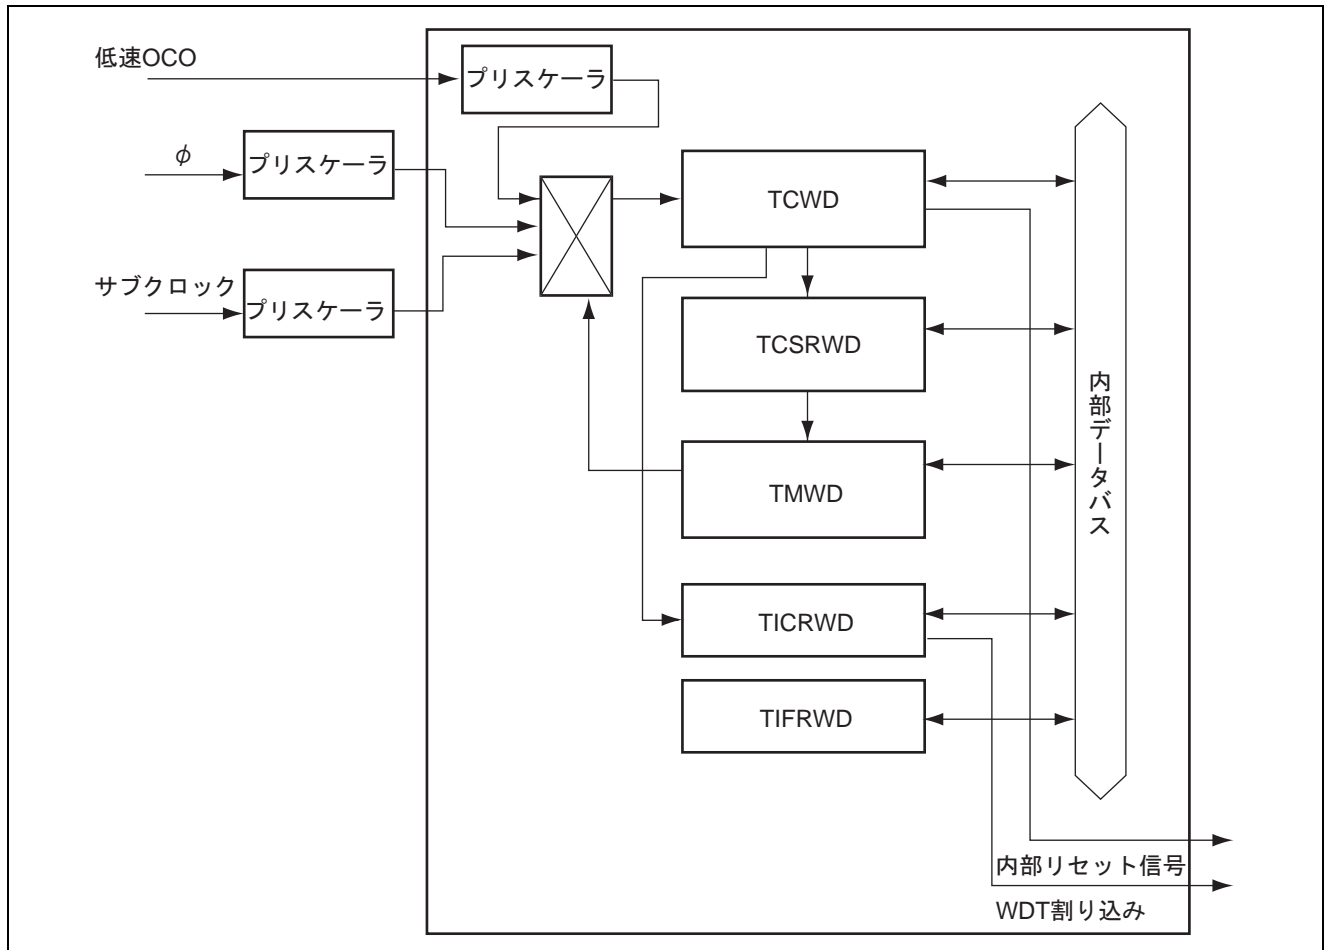 低速OCO
プリスケーラ
φ
プリスケーラ
サブクロック
プリスケーラ
TCWD
TCSRWD
TMWD
TICRWD
TIFRWD
内部データバス
内部リセット信号
WDT割り込み